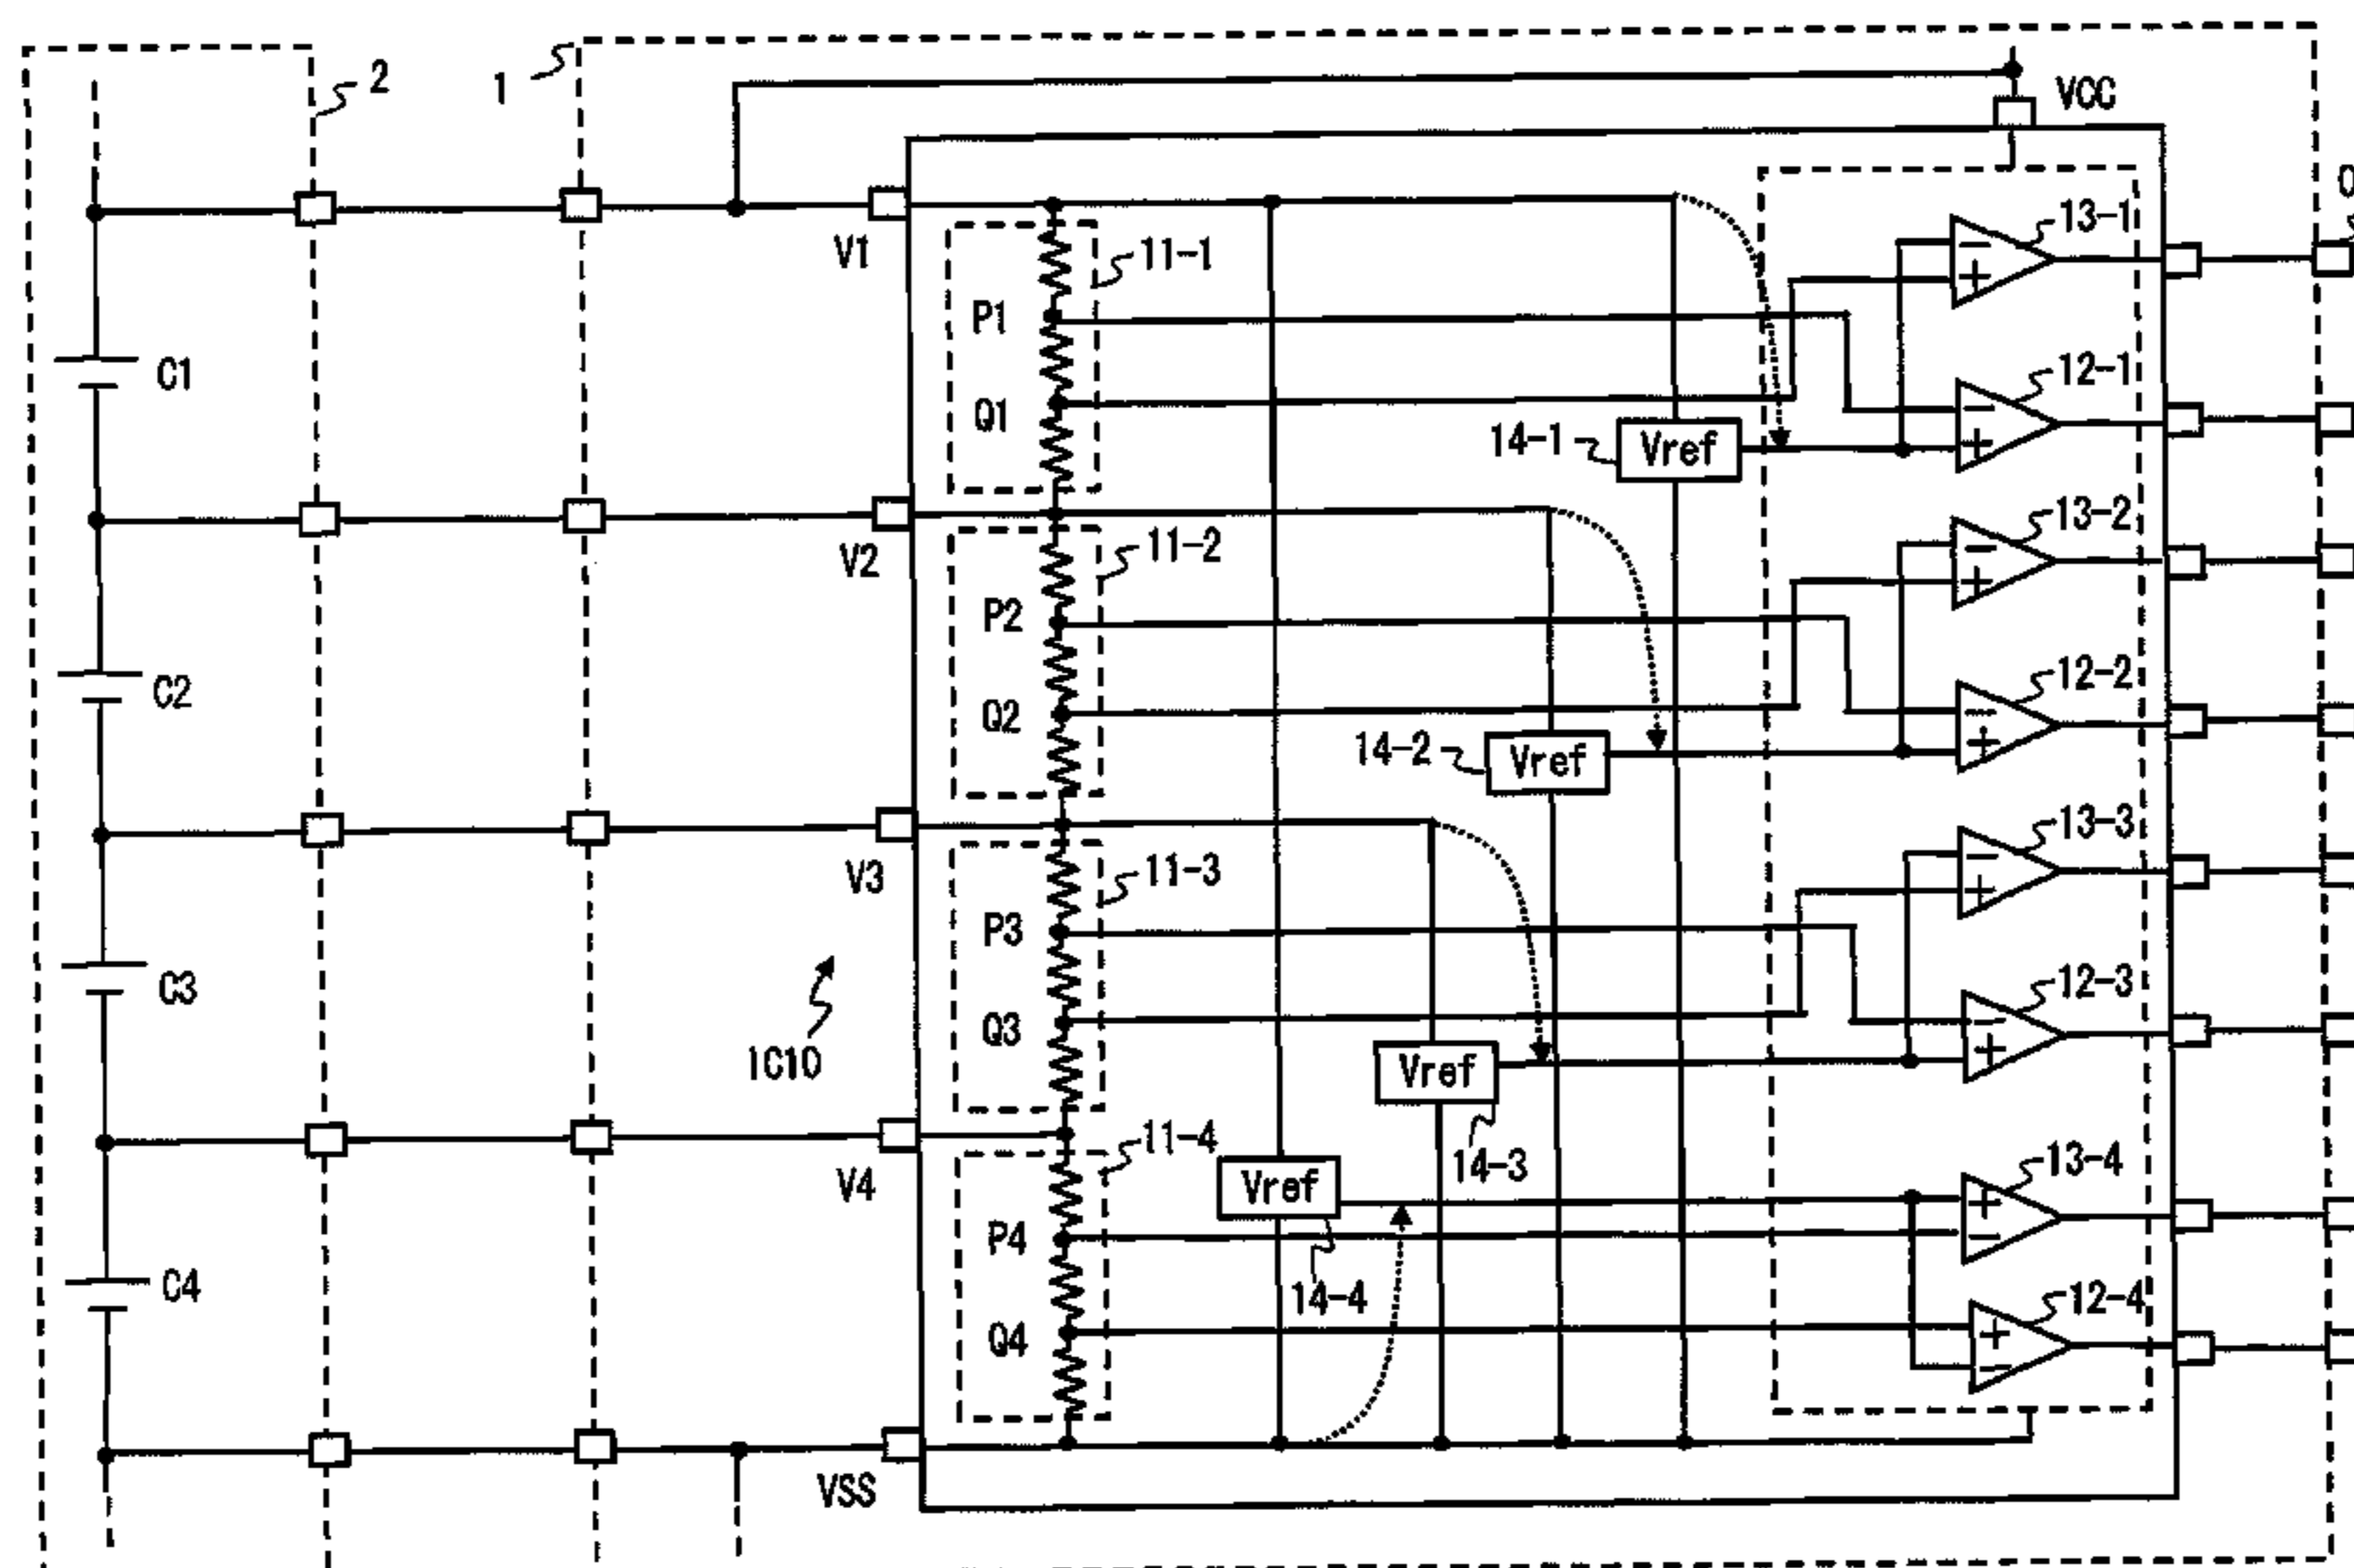 2
1
VCC
O
13-1
V1
11-1
P1
12-1
C1
Q1
14-1
Vref
13-2
V2
11-2
P2
12-2
C2
Q2
14-2
Vref
13-3
V3
11-3
P3
12-3
C3
Q3
IC10
Vref
11-4
13-4
14-3
V4
Vref
P4
C4
14-4
12-4
Q4
VSS
- + - + - + - + - + - + + - + -